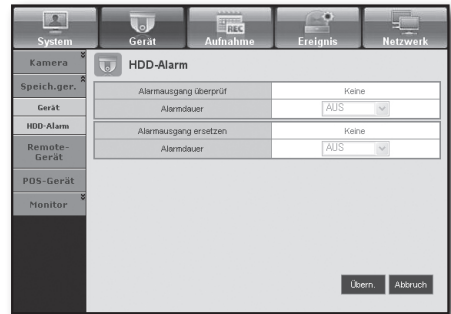 System Gerät Aufnahme Ereignis Netzwerk
REC
Kamera
HDD-Alarm
Speich.ger.
Gerät
HDD-Alarm
Remote-
Gerät
POS-Gerät
Monitor
Alarmausgang überprüf Keine
Alarmdauer AUS
Alarmausgang ersetzen Keine
Alarmdauer AUS
Übern. Abbruch